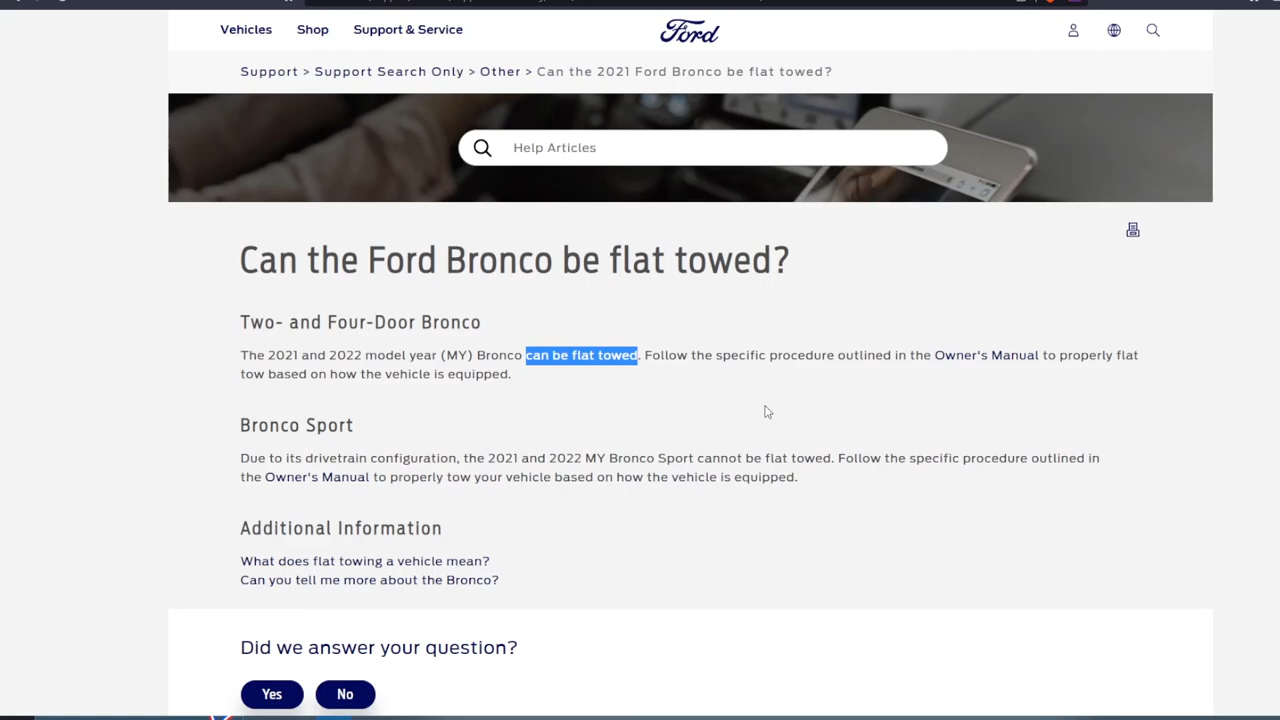 Vehicles Shop Support & Service Ford
Support > Support Search Only > Other > Can the 2021 Ford Bronco be flat towed?
Help Articles
Can the Ford Bronco be flat towed?
Two- and Four-Door Bronco
The 2021 and 2022 model year (MY) Bronco can be flat towed. Follow the specific procedure outlined in the Owner's Manual to properly flat
tow based on how the vehicle is equipped.
Bronco Sport
Due to its drivetrain configuration, the 2021 and 2022 MY Bronco Sport cannot be flat towed. Follow the specific procedure outlined in
the Owner's Manual to properly tow your vehicle based on how the vehicle is equipped.
Additional Information
What does flat towing a vehicle mean?
Can you tell me more about the Bronco?
Did we answer your question?
Yes No